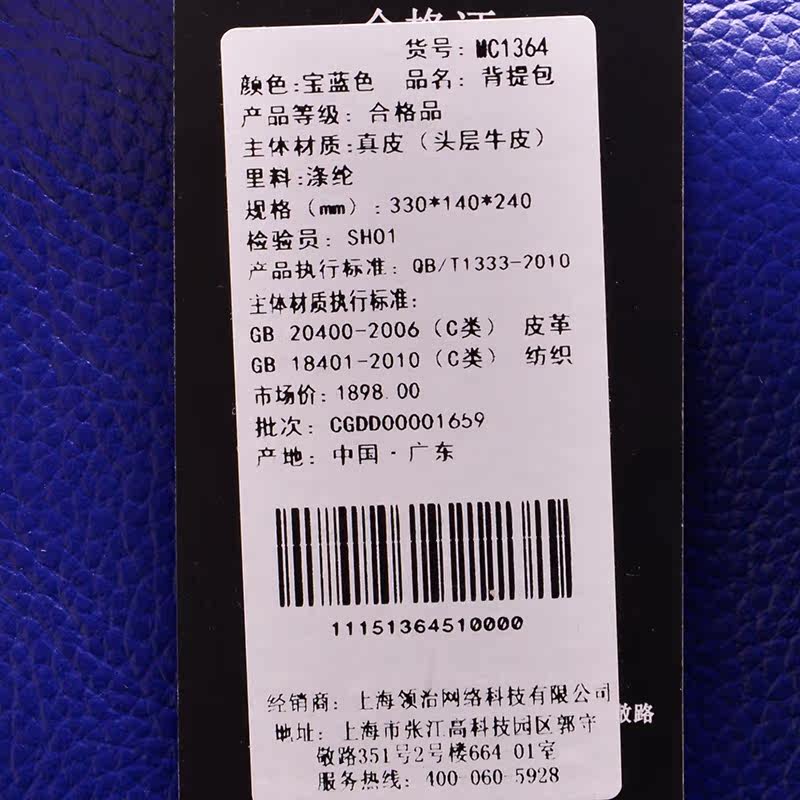 合格证
货号: MC1364
颜色:宝蓝色 品名: 背提包
产品等级: 合格品
主体材质:真皮（头层牛皮）
里料:涤纶
规格（mm）:330*140*240
检验员: SH01
产品执行标准: QB/T1333-2010
主体材质执行标准:
GB 20400-2006（C类） 皮革
GB 18401-2010（C类） 纺织
市场价: 1898.00
批次: CGDD00001659
产地: 中国·广东
11151364510000
经销商: 上海领治网络科技有限公司
地址: 上海市张江高科技园区郭守
敬路351号2号楼664 01室
服务热线: 400-060-5928
敬路